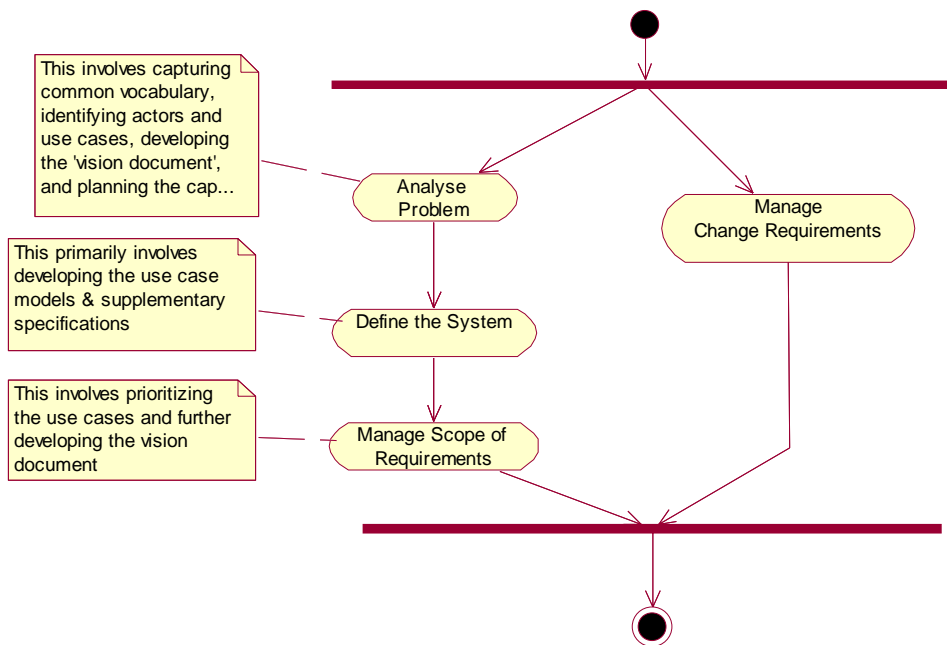 This involves capturing
common vocabulary,
identifying actors and
use cases, developing
the 'vision document',
and planning the cap...
Analyse
Problem
Manage
Change Requirements
This primarily involves
developing the use case
models & supplementary
specifications
Define the System
This involves prioritizing
the use cases and further
developing the vision
document
Manage Scope of
Requirements